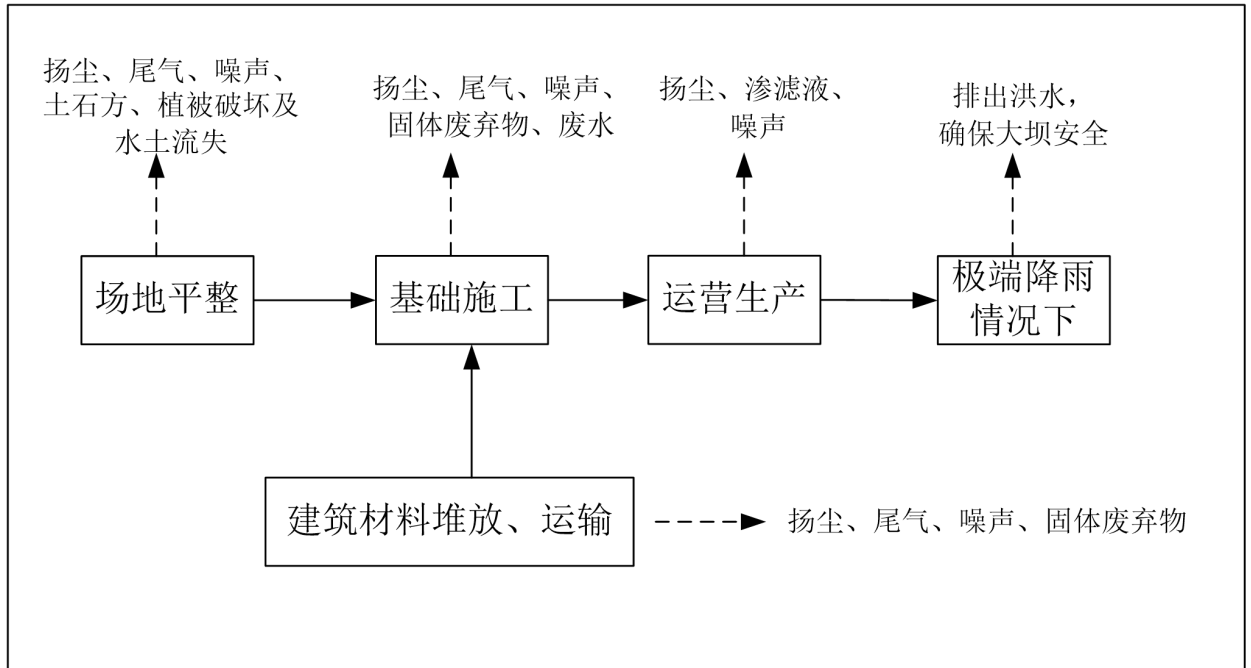 扬尘、尾气、噪声、
土石方、植被破坏及
水土流失
扬尘、尾气、噪声、
固体废弃物、废水
扬尘、渗滤液、
噪声
排出洪水，
确保大坝安全
场地平整
基础施工
运营生产
极端降雨
情况下
建筑材料堆放、运输
扬尘、尾气、噪声、固体废弃物